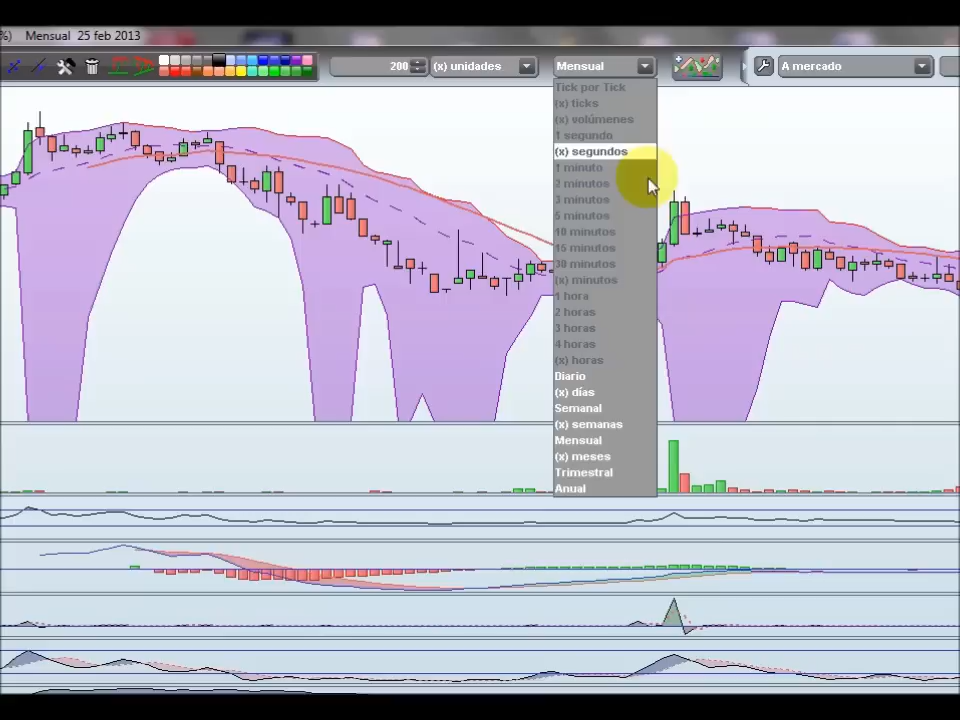 %) Mensual 25 feb 2013
200 (x) unidades Mensual A mercado
Tick por Tick
(x) ticks
(x) volúmenes
1 segundo
(x) segundos
1 minuto
2 minutos
3 minutos
5 minutos
10 minutos
15 minutos
30 minutos
(x) minutos
1 hora
2 horas
3 horas
4 horas
(x) horas
Diario
(x) días
Semanal
(x) semanas
Mensual
(x) meses
Trimestral
Anual